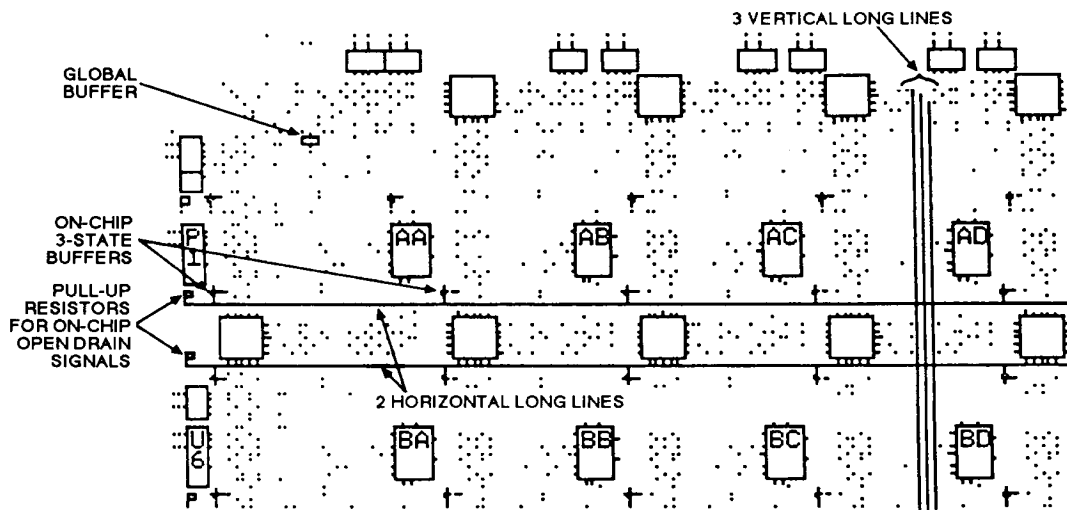 3 VERTICAL LONG LINES
GLOBAL
BUFFER
ON-CHIP
3-STATE
BUFFERS
P
1
AA
AB
AC
AD
PULL-UP
RESISTORS
FOR ON-CHIP
OPEN DRAIN
SIGNALS
2 HORIZONTAL LONG LINES
U
6
BA
BB
BC
BD